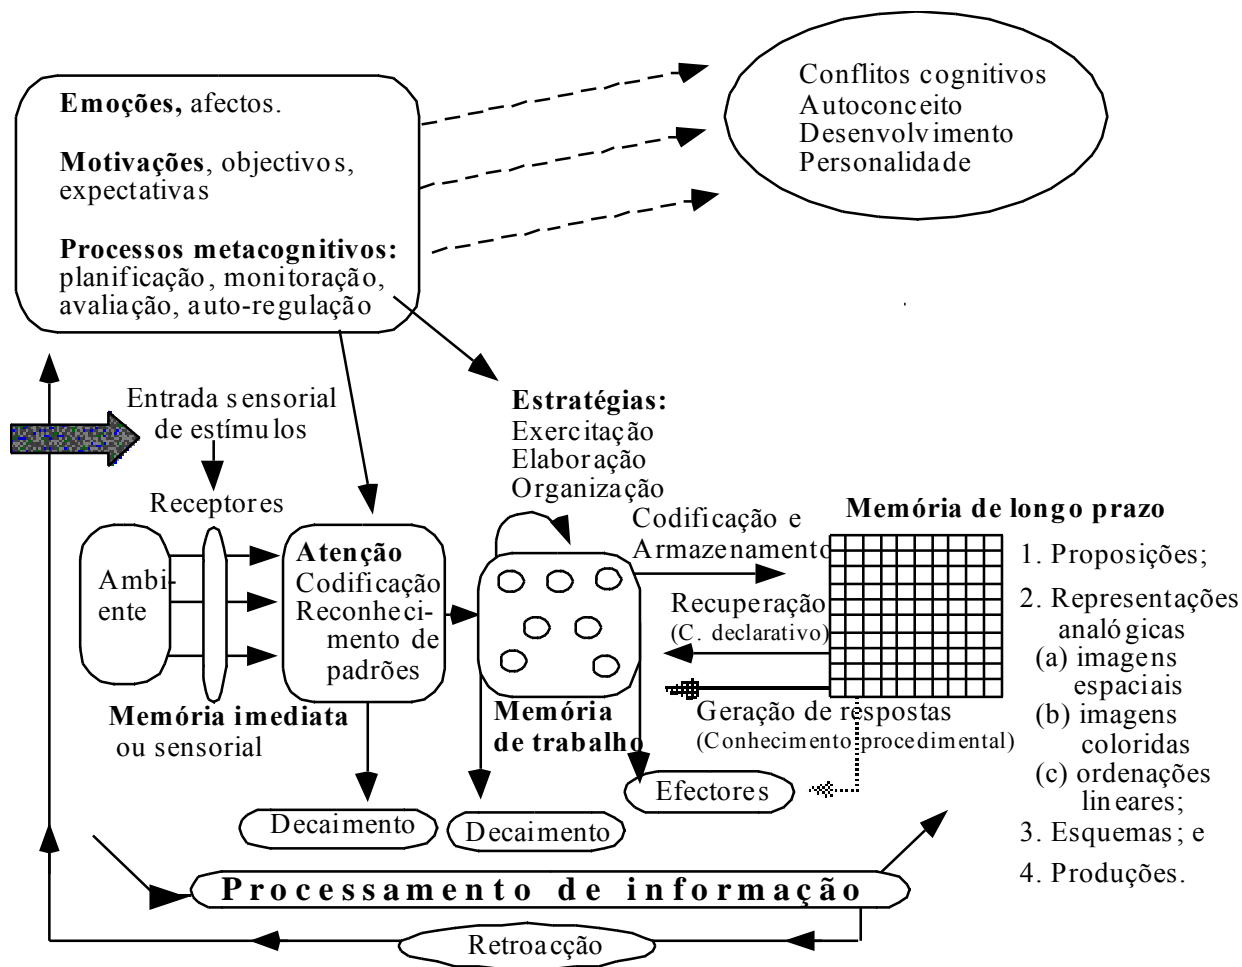 Emoções, afectos.
Motivações, objectivos,
expectativas
Processos metacognitivos:
planificação, monitoração,
avaliação, auto-regulação
Conflitos cognitivos
Autoconceito
Desenvolvimento
Personalidade
Entrada sensorial
de estímulos
Receptores
Estratégias:
Exercitação
Elaboração
Organização
Ambi-
ente
Memória imediata
ou sensorial
Atenção
Codificação
Reconheci-
mento de
padrões
Memória
de trabalho
Codificação e
Armazenamento
Recuperação
(C. declarativo)
Geração de respostas
(Conhecimento procedimental)
Memória de longo prazo
1. Proposições;
2. Representações
analógicas
(a) imagens
espaciais
(b) imagens
coloridas
(c) ordenações
lineares;
3. Esquemas; e
4. Produções.
Efectores
Decaimento
Decaimento
Processamento de informação
Retroacção